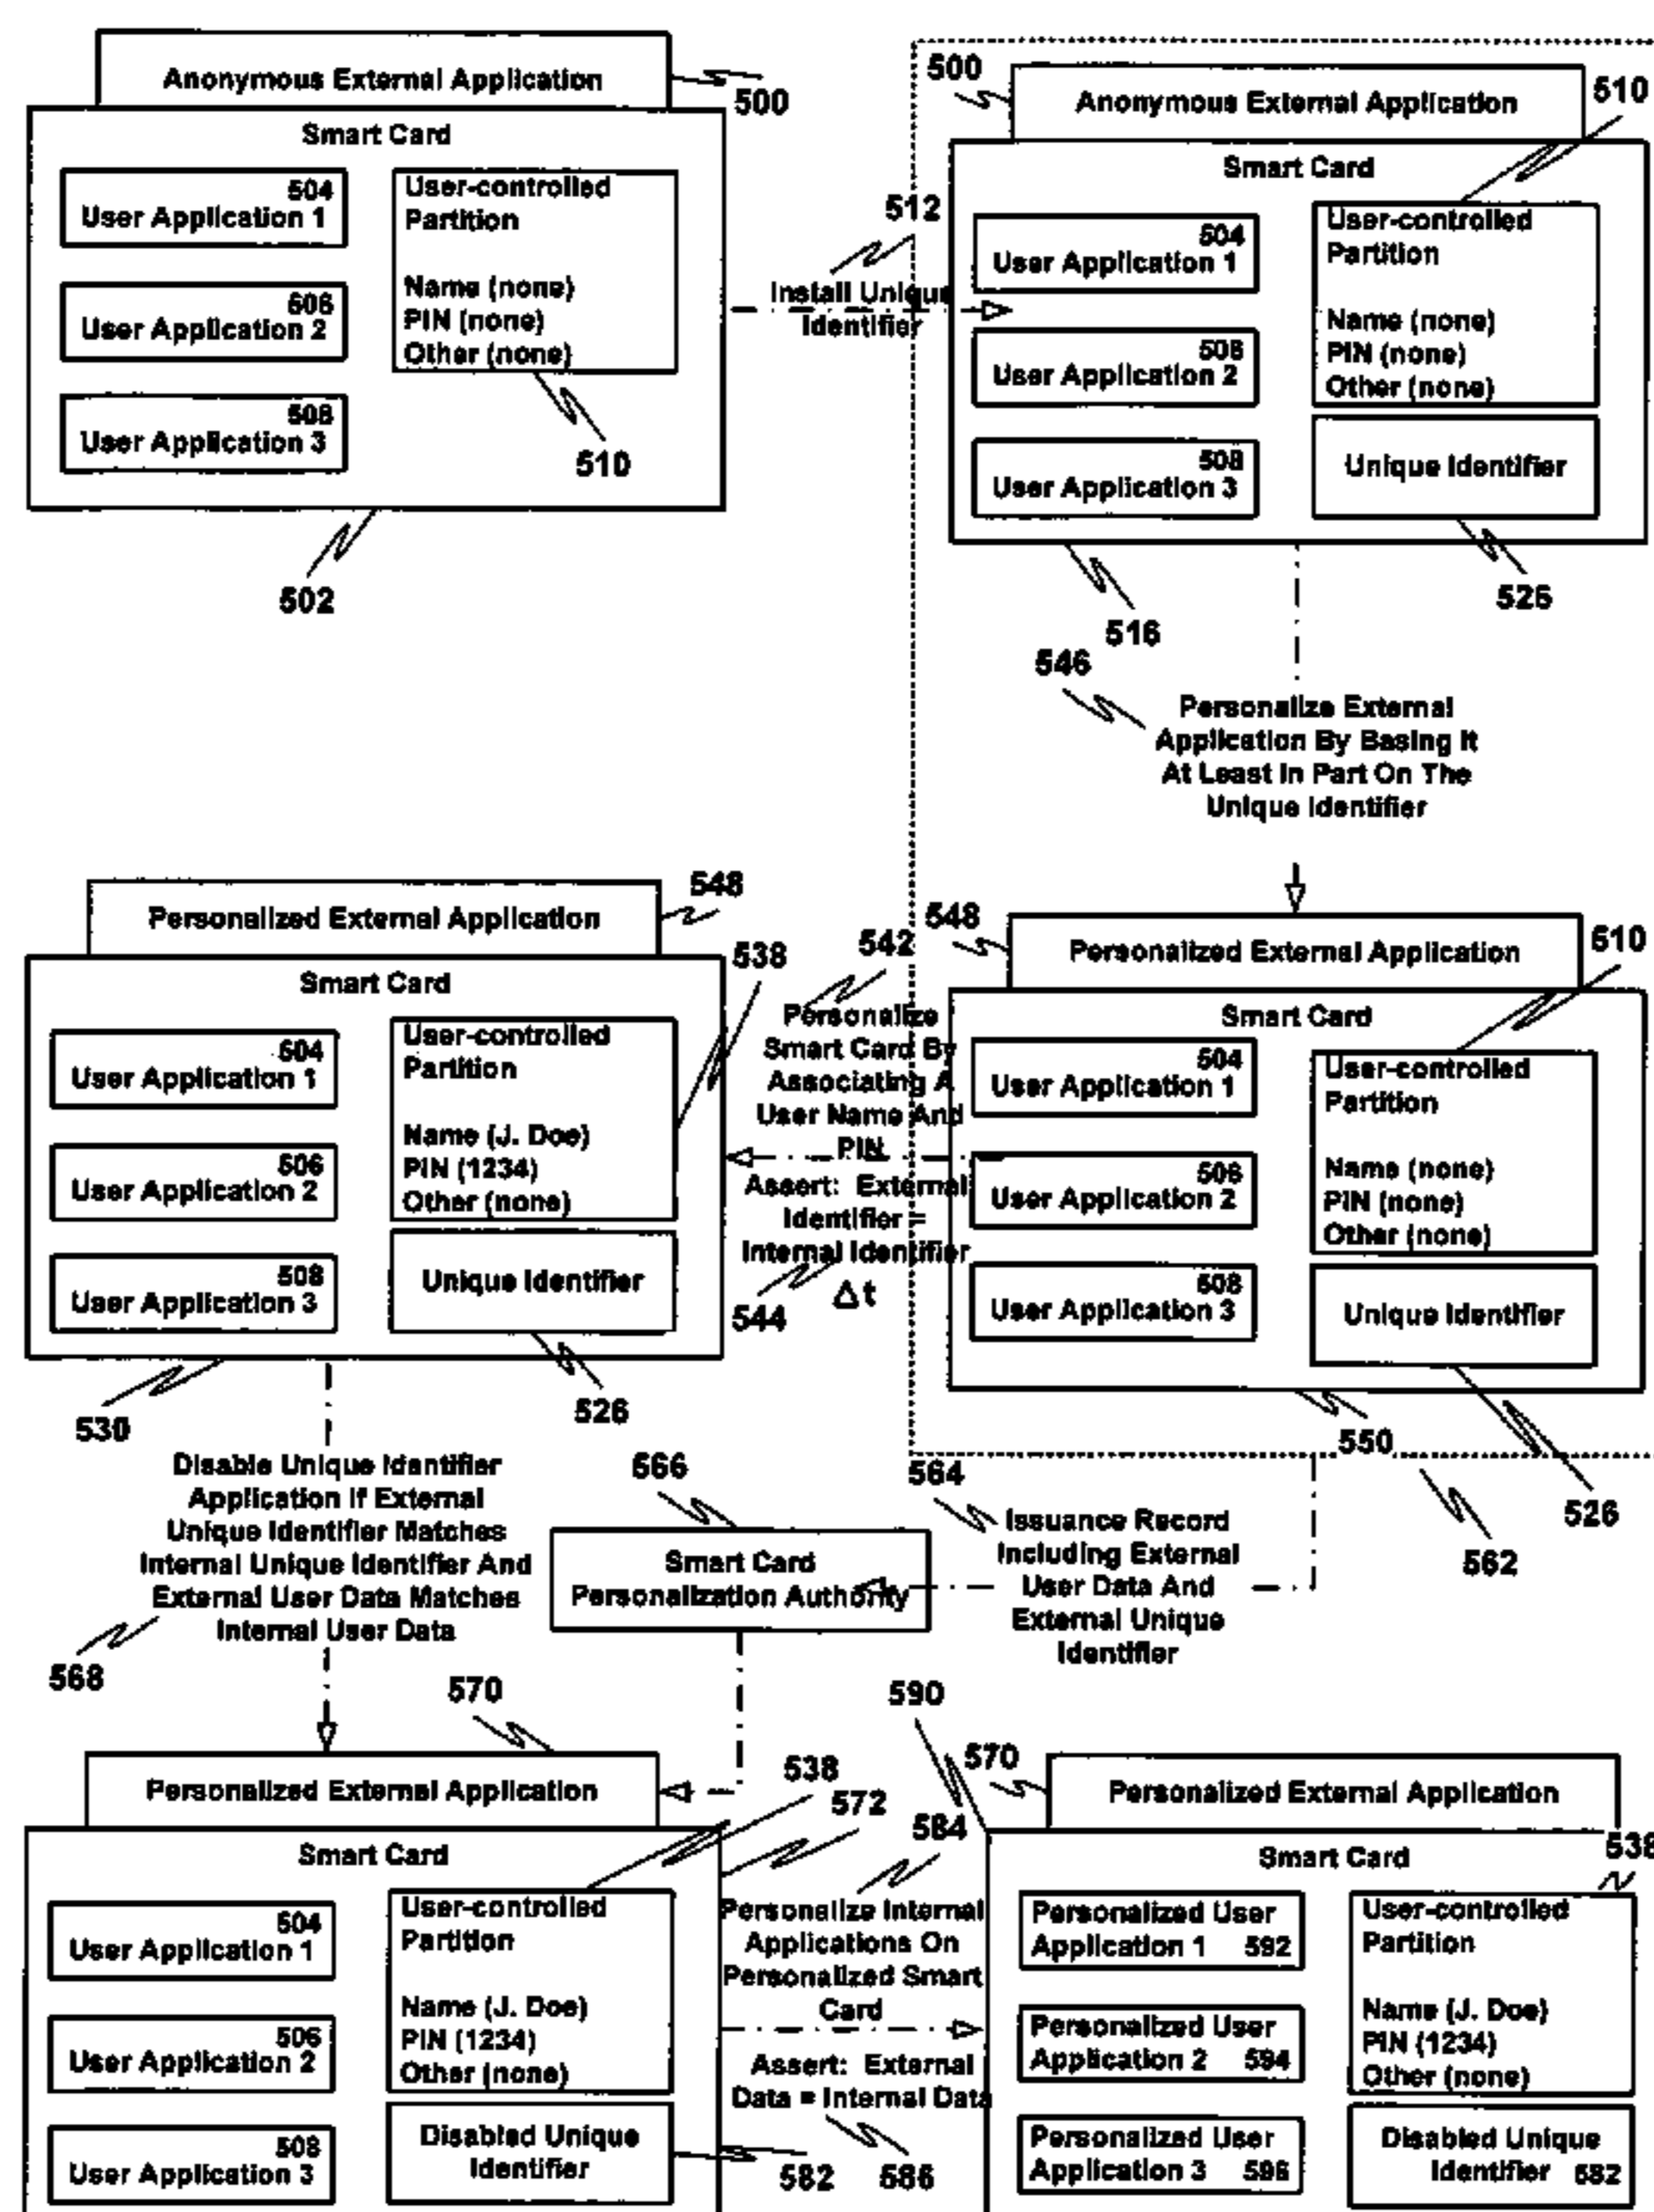 Anonymous External Application
500
Smart Card
504
User Application 1
506
User Application 2
508
User Application 3
User-controlled
Partition
Name (none)
PIN (none)
Other (none)
510
502
512
Install Unique
Identifier
500
Anonymous External Application
510
Smart Card
504
User Application 1
506
User Application 2
508
User Application 3
User-controlled
Partition
Name (none)
PIN (none)
Other (none)
Unique Identifier
526
516
546
Personalize External
Application By Basing It
At Least In Part On The
Unique Identifier
548
Personalized External Application
510
Smart Card
504
User Application 1
506
User Application 2
508
User Application 3
User-controlled
Partition
Name (none)
PIN (none)
Other (none)
Unique Identifier
550
526
562
542
Personalize
Smart Card By
Associating A
User Name And
PIN
Assert: External
Identifier =
Internal Identifier
Δt
544
548
Personalized External Application
538
Smart Card
504
User Application 1
506
User Application 2
508
User Application 3
User-controlled
Partition
Name (J. Doe)
PIN (1234)
Other (none)
Unique Identifier
526
530
Disable Unique Identifier
Application If External
Unique Identifier Matches
Internal Unique Identifier And
External User Data Matches
Internal User Data
568
566
Smart Card
Personalization Authority
564
Issuance Record
Including External
User Data And
External Unique
Identifier
570
Personalized External Application
538
572
Smart Card
504
User Application 1
506
User Application 2
508
User Application 3
User-controlled
Partition
Name (J. Doe)
PIN (1234)
Other (none)
Disabled Unique
Identifier
582
584
Personalize Internal
Applications On
Personalized Smart
Card
Assert: External
Data = Internal Data
586
590
570
Personalized External Application
538
Smart Card
Personalized User
Application 1 592
Personalized User
Application 2 594
Personalized User
Application 3 596
User-controlled
Partition
Name (J. Doe)
PIN (1234)
Other (none)
Disabled Unique
Identifier 582